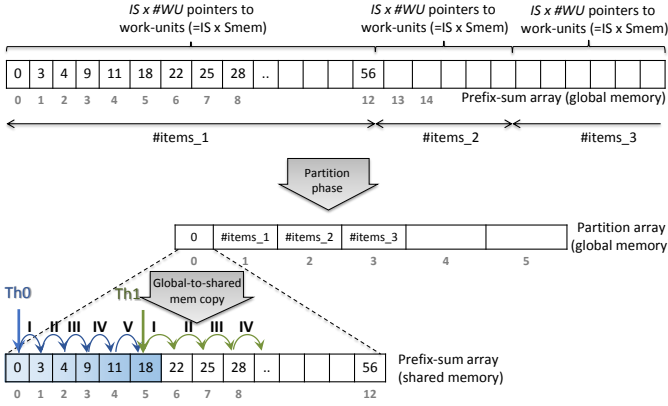 IS x #WU pointers to
work-units (=IS x Smem)
IS x #WU pointers to
work-units (=IS x Smem)
IS x #WU pointers to
work-units (=IS x Smem)
0 3 4 9 11 18 22 25 28 .. 56
0 1 2 3 4 5 6 7 8 12 13 14 Prefix-sum array (global memory)
#items_1 #items_2 #items_3
Partition
phase
0 #items_1 #items_2 #items_3
Partition array
(global memory
0 1 2 3 4 5
Global-to-shared
mem copy
Th0 Th1
I II III IV V I II III IV
0 3 4 9 11 18 22 25 28 .. 56
Prefix-sum array
(shared memory)
0 1 2 3 4 5 6 7 8 12